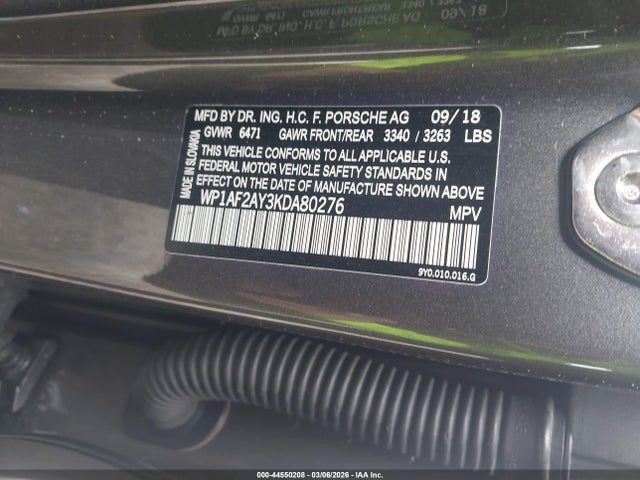 MFD BY DR. ING. H.C. F. PORSCHE AG 09/18
GVWR 6471 GAWR FRONT/REAR 3340 / 3263 LBS
THIS VEHICLE CONFORMS TO ALL APPLICABLE U.S.
FEDERAL MOTOR VEHICLE SAFETY STANDARDS IN
EFFECT ON THE DATE OF MANUFACTURE SHOWN ABOVE
WP1AF2AY3KDA80276 MPV
MADE IN SLOVAKIA
9Y0.010.016.G
000-44550208 - 03/06/2026 - IAA Inc.